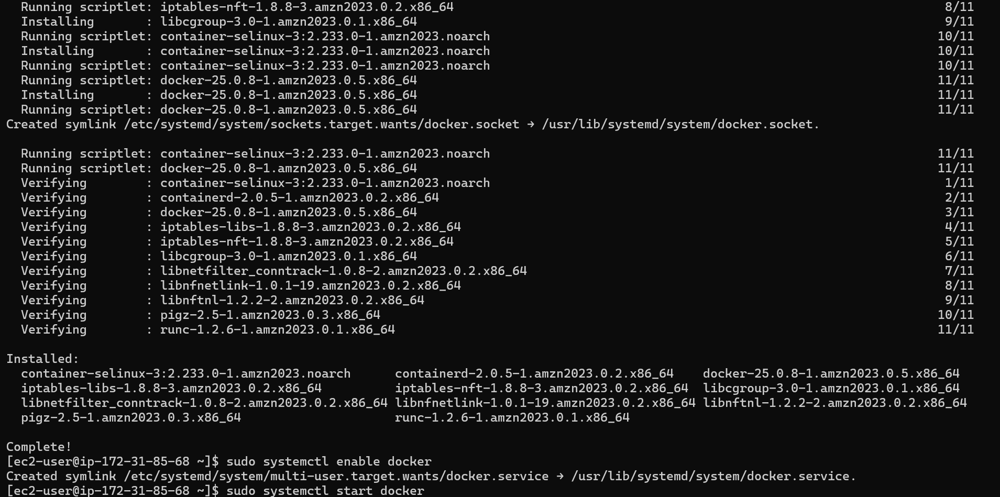 Running scriptlet: iptables-nft-1.8.8-3.amzn2023.0.2.x86_64 8/11
Installing : libcgroup-3.0-1.amzn2023.0.1.x86_64 9/11
Running scriptlet: container-selinux-3:2.233.0-1.amzn2023.noarch 10/11
Installing : container-selinux-3:2.233.0-1.amzn2023.noarch 10/11
Running scriptlet: container-selinux-3:2.233.0-1.amzn2023.noarch 10/11
Running scriptlet: docker-25.0.8-1.amzn2023.0.5.x86_64 11/11
Installing : docker-25.0.8-1.amzn2023.0.5.x86_64 11/11
Running scriptlet: docker-25.0.8-1.amzn2023.0.5.x86_64 11/11
Created symlink /etc/systemd/system/sockets.target.wants/docker.socket → /usr/lib/systemd/system/docker.socket.
Running scriptlet: container-selinux-3:2.233.0-1.amzn2023.noarch 11/11
Running scriptlet: docker-25.0.8-1.amzn2023.0.5.x86_64 11/11
Verifying : container-selinux-3:2.233.0-1.amzn2023.noarch 1/11
Verifying : containerd-2.0.5-1.amzn2023.0.2.x86_64 2/11
Verifying : docker-25.0.8-1.amzn2023.0.5.x86_64 3/11
Verifying : iptables-libs-1.8.8-3.amzn2023.0.2.x86_64 4/11
Verifying : iptables-nft-1.8.8-3.amzn2023.0.2.x86_64 5/11
Verifying : libcgroup-3.0-1.amzn2023.0.1.x86_64 6/11
Verifying : libnetfilter_conntrack-1.0.8-2.amzn2023.0.2.x86_64 7/11
Verifying : libnfnetlink-1.0.1-19.amzn2023.0.2.x86_64 8/11
Verifying : libnftnl-1.2.2-2.amzn2023.0.2.x86_64 9/11
Verifying : pigz-2.5-1.amzn2023.0.3.x86_64 10/11
Verifying : runc-1.2.6-1.amzn2023.0.1.x86_64 11/11
Installed:
container-selinux-3:2.233.0-1.amzn2023.noarch containerd-2.0.5-1.amzn2023.0.2.x86_64 docker-25.0.8-1.amzn2023.0.5.x86_64
iptables-libs-1.8.8-3.amzn2023.0.2.x86_64 iptables-nft-1.8.8-3.amzn2023.0.2.x86_64 libcgroup-3.0-1.amzn2023.0.1.x86_64
libnetfilter_conntrack-1.0.8-2.amzn2023.0.2.x86_64 libnfnetlink-1.0.1-19.amzn2023.0.2.x86_64 libnftnl-1.2.2-2.amzn2023.0.2.x86_64
pigz-2.5-1.amzn2023.0.3.x86_64 runc-1.2.6-1.amzn2023.0.1.x86_64
Complete!
[ec2-user@ip-172-31-85-68 ~]$ sudo systemctl enable docker
Created symlink /etc/systemd/system/multi-user.target.wants/docker.service → /usr/lib/systemd/system/docker.service.
[ec2-user@ip-172-31-85-68 ~]$ sudo systemctl start docker